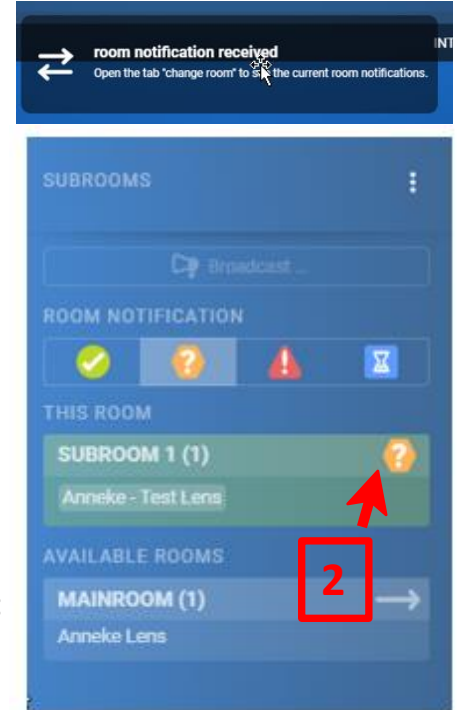 room notification received
INT
Open the tab "change room" to see the current room notifications.
SUBROOMS
Broadcast ...
ROOM NOTIFICATION
THIS ROOM
SUBROOM 1 (1)
Anneke - Test Lens
AVAILABLE ROOMS
2
MAINROOM (1)
Anneke Lens